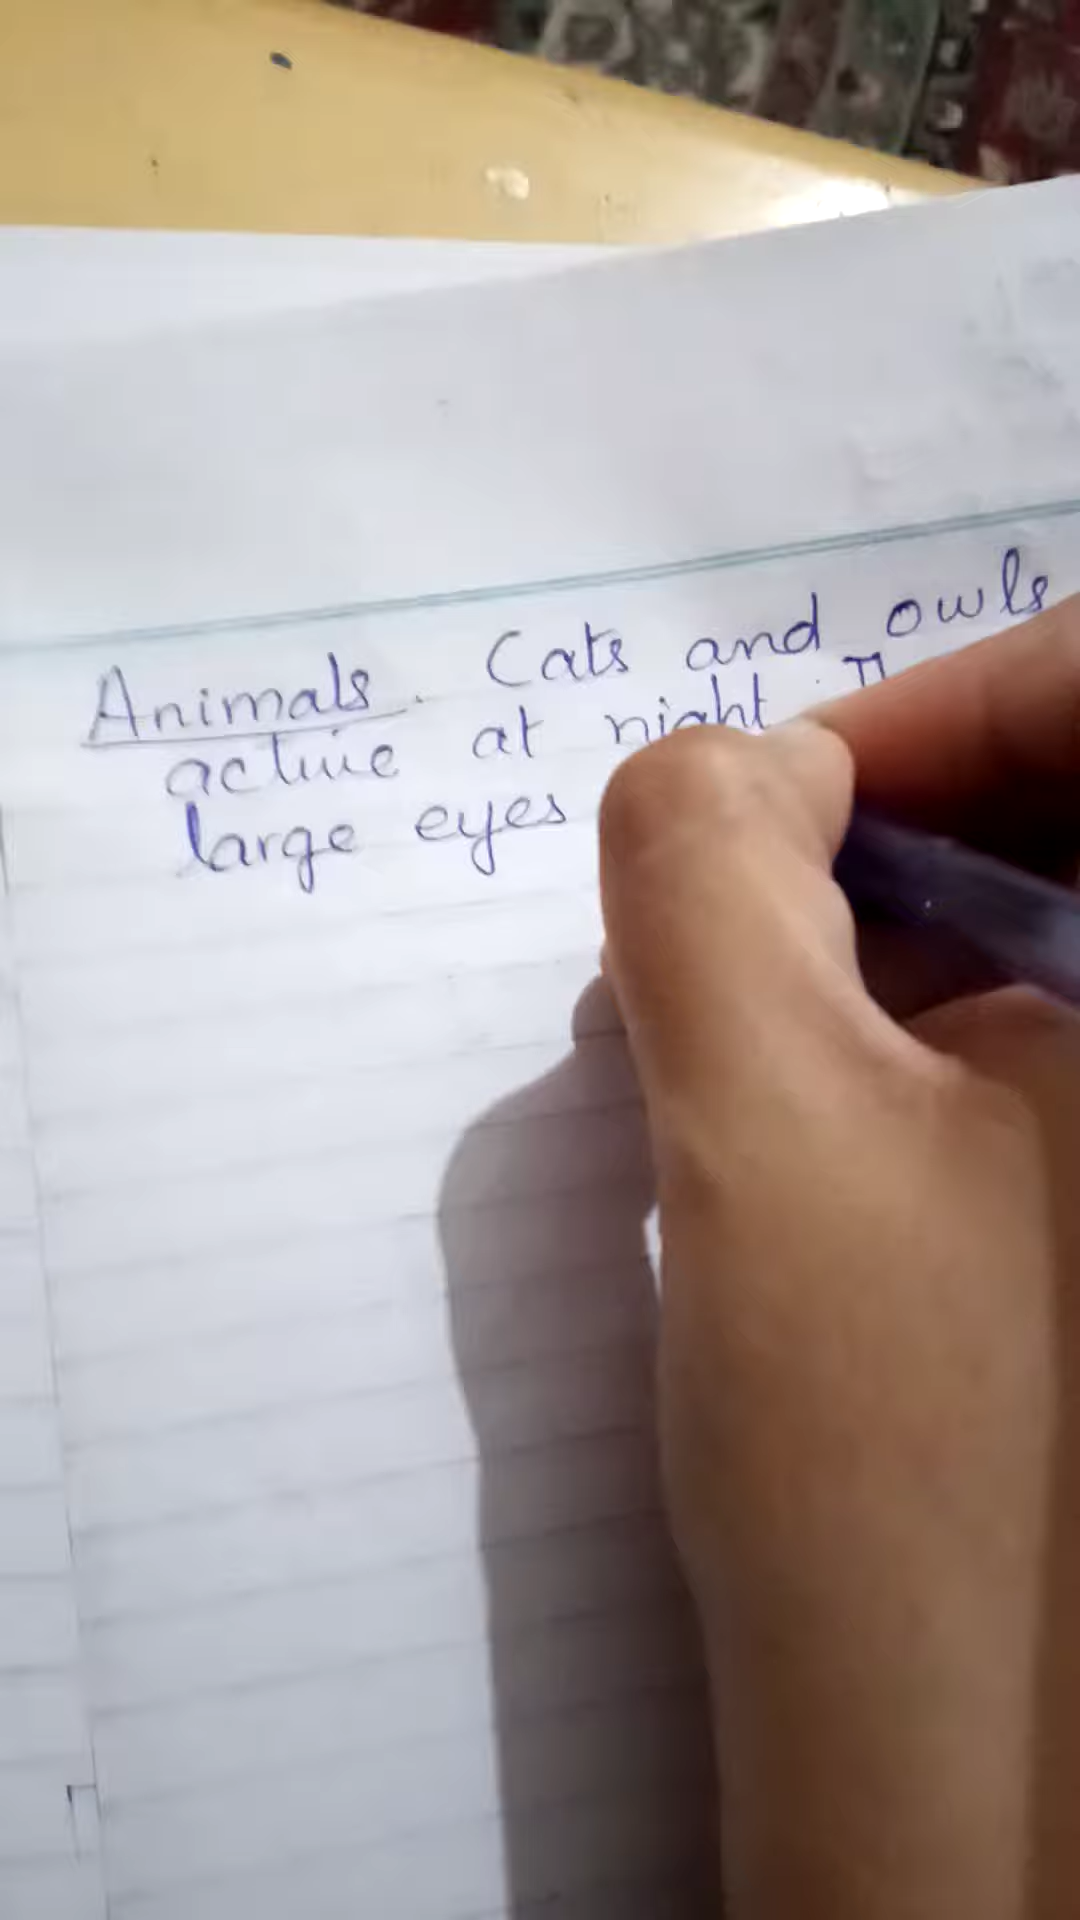 Animals. Cats and owls
active at night.
large eyes